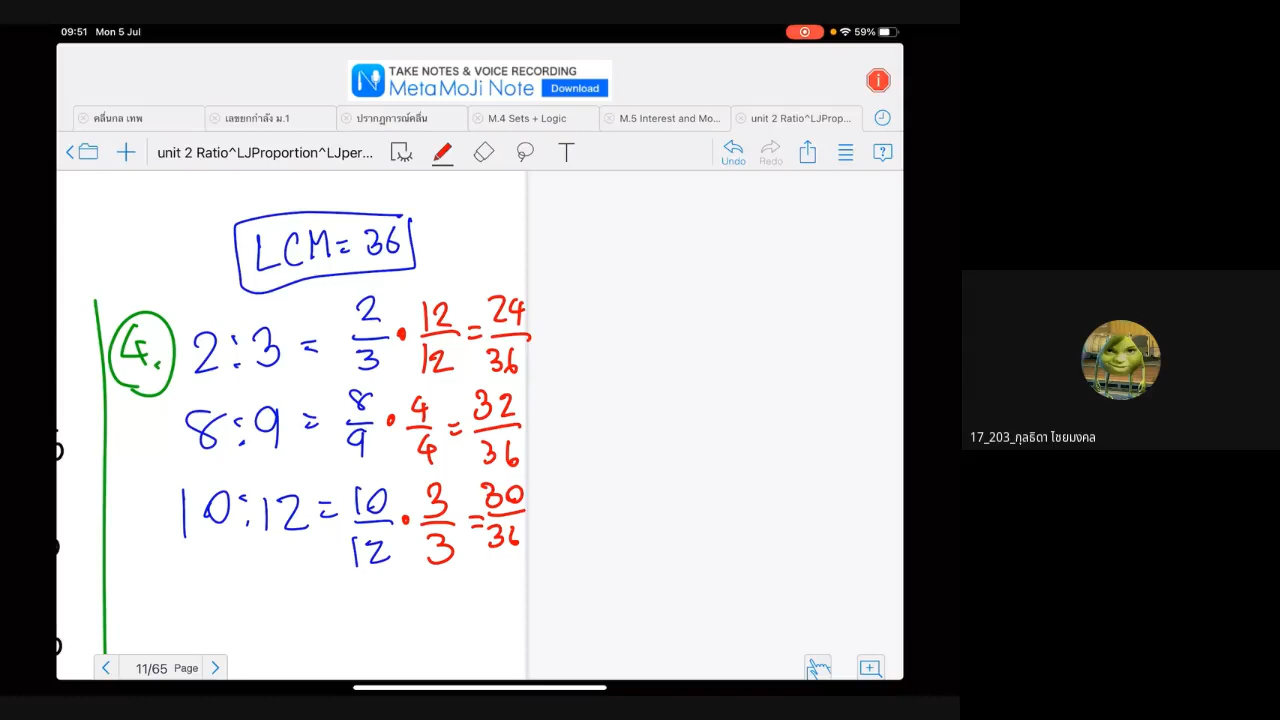 09:51 Mon 5 Jul
59%
TAKE NOTES & VOICE RECORDING
MetaMoJi Note Download
คลื่นกล เทพ
เลขยกกำลัง ม.1
ปรากฏการณ์คลื่น
M.4 Sets + Logic
M.5 Interest and Mo...
unit 2 Ratio^LJProp...
unit 2 Ratio^LJProportion^LJper...
T
Undo
Redo
LCM = 36
4. 2:3 = 2/3 • 12/12 = 24/36
8:9 = 8/9 • 4/4 = 32/36
10:12 = 10/12 • 3/3 = 30/36
11/65 Page
17_203_กุลธิดา ไชยมงคล